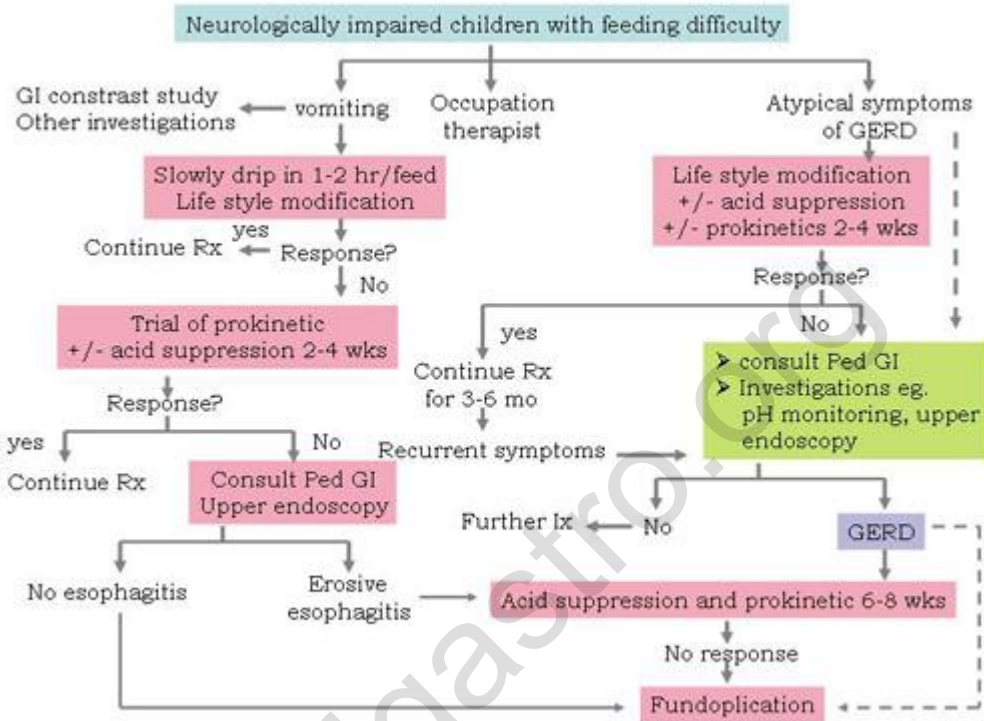 Neurologically impaired children with feeding difficulty
GI constrast study
Other investigations
vomiting
Occupation
therapist
Atypical symptoms
of GERD
Slowly drip in 1-2 hr/feed
Life style modification
Life style modification
+/- acid suppression
+/- prokinetics 2-4 wks
yes
Continue Rx
Response?
No
Response?
Trial of prokinetic
+/- acid suppression 2-4 wks
yes
No
Continue Rx
for 3-6 mo
➢ consult Ped GI
➢ Investigations eg.
pH monitoring, upper
endoscopy
Response?
yes
No
Recurrent symptoms
Continue Rx
Consult Ped GI
Upper endoscopy
Further Ix
No
GERD
No esophagitis
Erosive
esophagitis
Acid suppression and prokinetic 6-8 wks
No response
Fundoplication